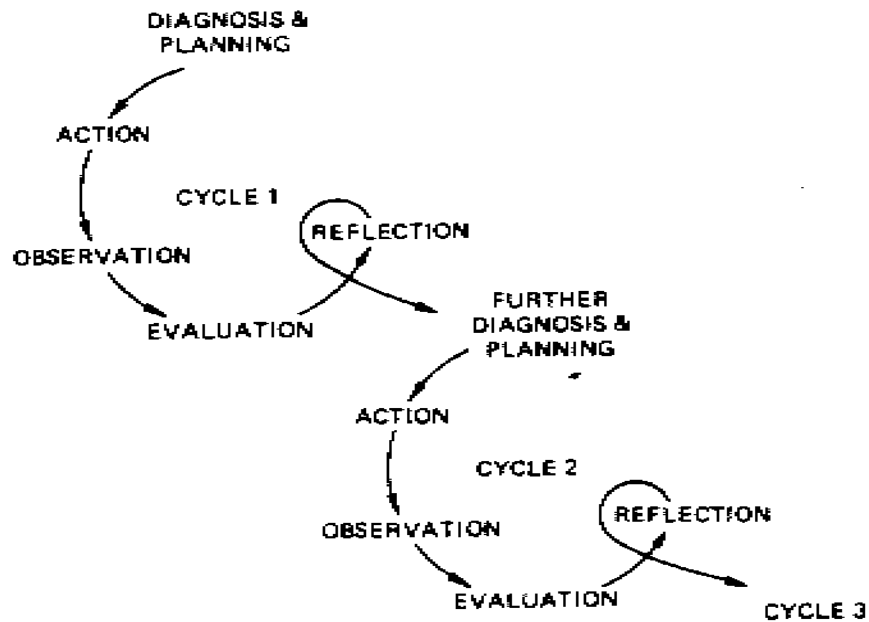 DIAGNOSIS &
PLANNING
ACTION
CYCLE 1
REFLECTION
OBSERVATION
EVALUATION
FURTHER
DIAGNOSIS &
PLANNING
ACTION
CYCLE 2
REFLECTION
OBSERVATION
EVALUATION
CYCLE 3